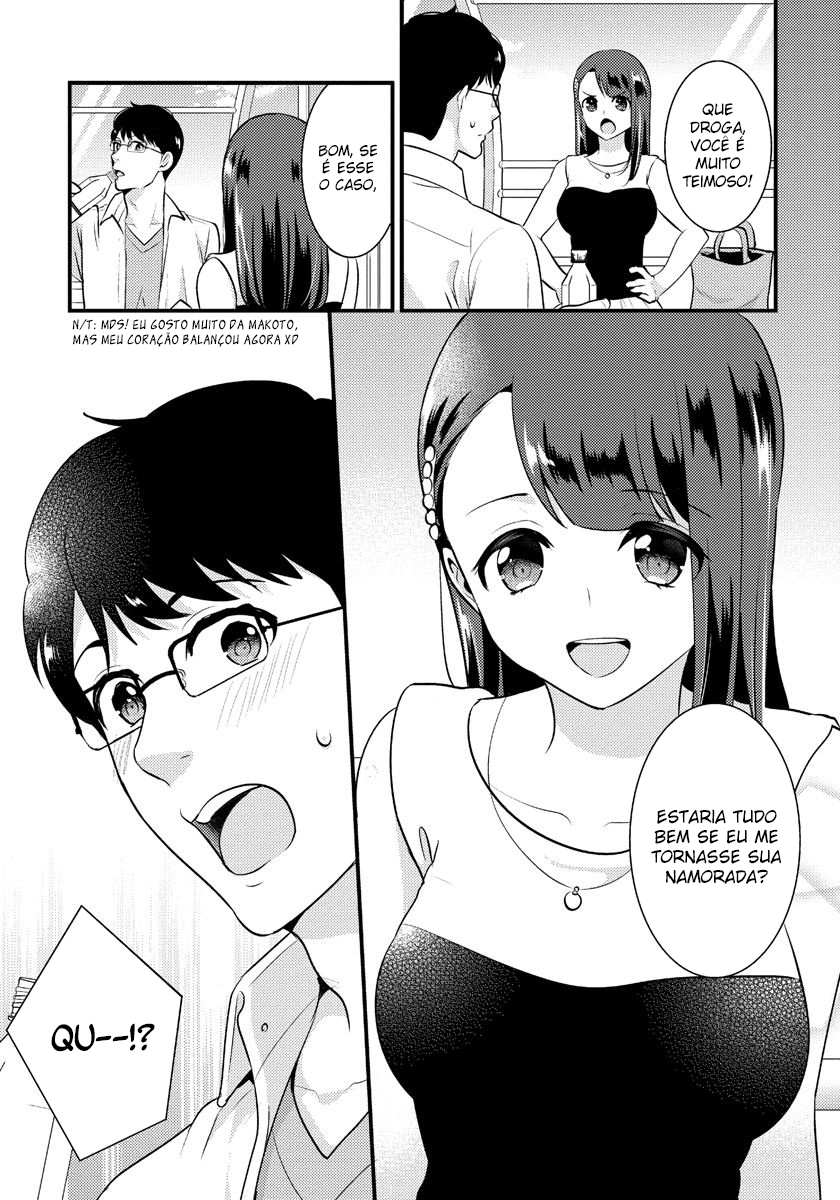 QUE
DROGA,
VOCÊ É
MUITO
TEIMOSO!
BOM, SE
É ESSE
O CASO,
N/T: MDS! EU GOSTO MUITO DA MAKOTO,
MAS MEU CORAÇÃO BALANÇOU AGORA XD
ESTARIA TUDO
BEM SE EU ME
TORNASSE SUA
NAMORADA?
QU--!?